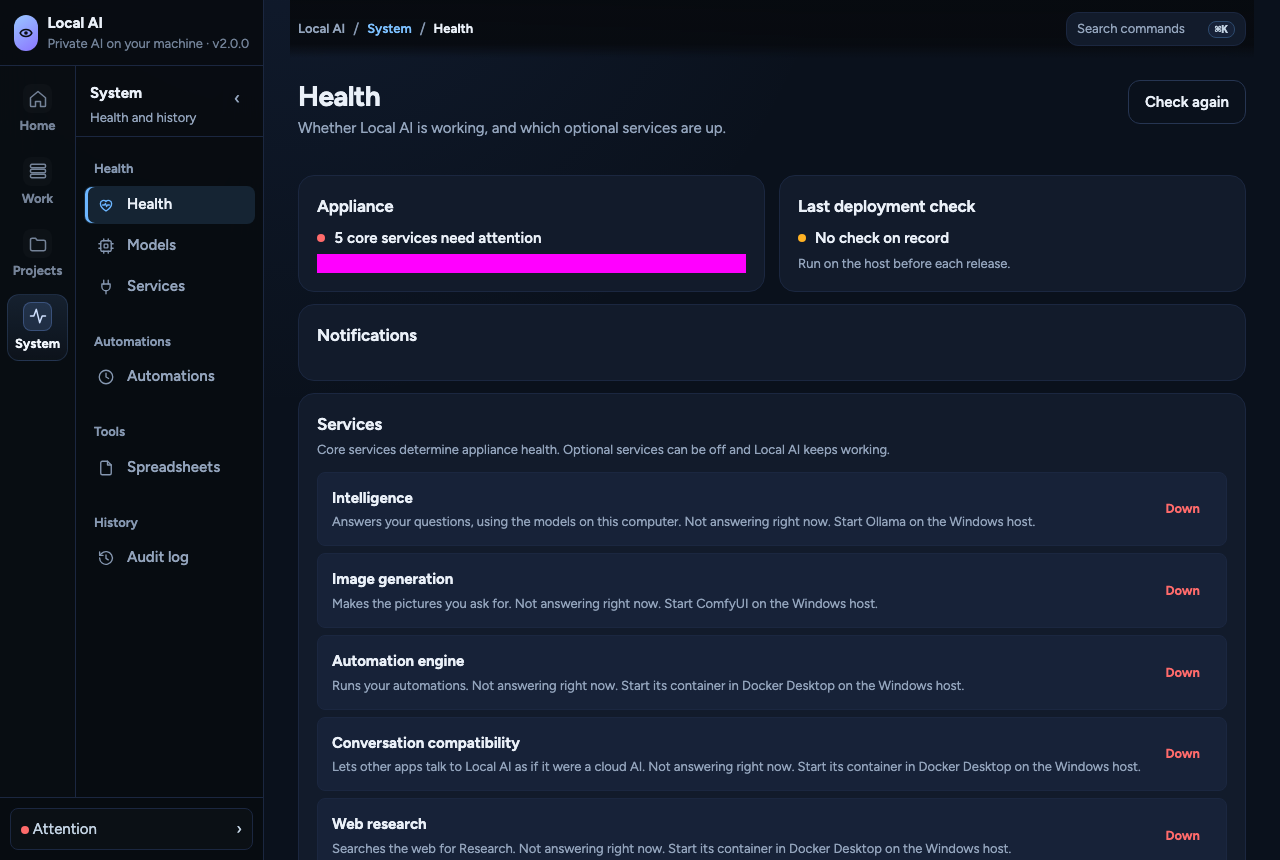 Local AI
Private AI on your machine · v2.0.0
Home
Work
Projects
System
System
Health and history
Health
Health
Models
Services
Automations
Automations
Tools
Spreadsheets
History
Audit log
Attention
Local AI / System / Health
Search commands ⌘K
Health
Whether Local AI is working, and which optional services are up.
Check again
Appliance
5 core services need attention
Last deployment check
No check on record
Run on the host before each release.
Notifications
Services
Core services determine appliance health. Optional services can be off and Local AI keeps working.
Intelligence
Answers your questions, using the models on this computer. Not answering right now. Start Ollama on the Windows host.
Down
Image generation
Makes the pictures you ask for. Not answering right now. Start ComfyUI on the Windows host.
Down
Automation engine
Runs your automations. Not answering right now. Start its container in Docker Desktop on the Windows host.
Down
Conversation compatibility
Lets other apps talk to Local AI as if it were a cloud AI. Not answering right now. Start its container in Docker Desktop on the Windows host.
Down
Web research
Searches the web for Research. Not answering right now. Start its container in Docker Desktop on the Windows host.
Down